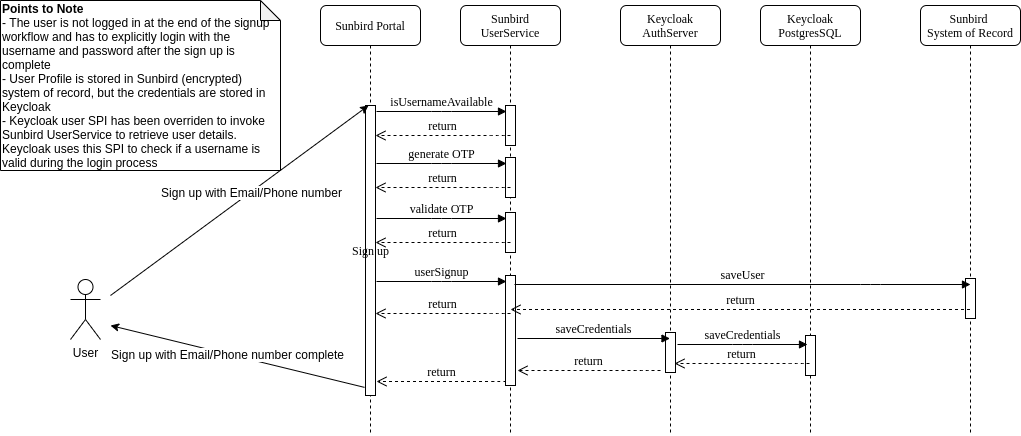 Points to Note
- The user is not logged in at the end of the signup
workflow and has to explicitly login with the
username and password after the sign up is
complete
- User Profile is stored in Sunbird (encrypted)
system of record, but the credentials are stored in
Keycloak
- Keycloak user SPI has been overriden to invoke
Sunbird UserService to retrieve user details.
Keycloak uses this SPI to check if a username is
valid during the login process
Sunbird Portal
Sunbird
UserService
Keycloak
AuthServer
Keycloak
PostgresSQL
Sunbird
System of Record
isUsernameAvailable
return
generate OTP
return
Sign up with Email/Phone number
validate OTP
return
Sign up
userSignup
saveUser
return
return
saveCredentials
saveCredentials
return
return
return
User
Sign up with Email/Phone number complete